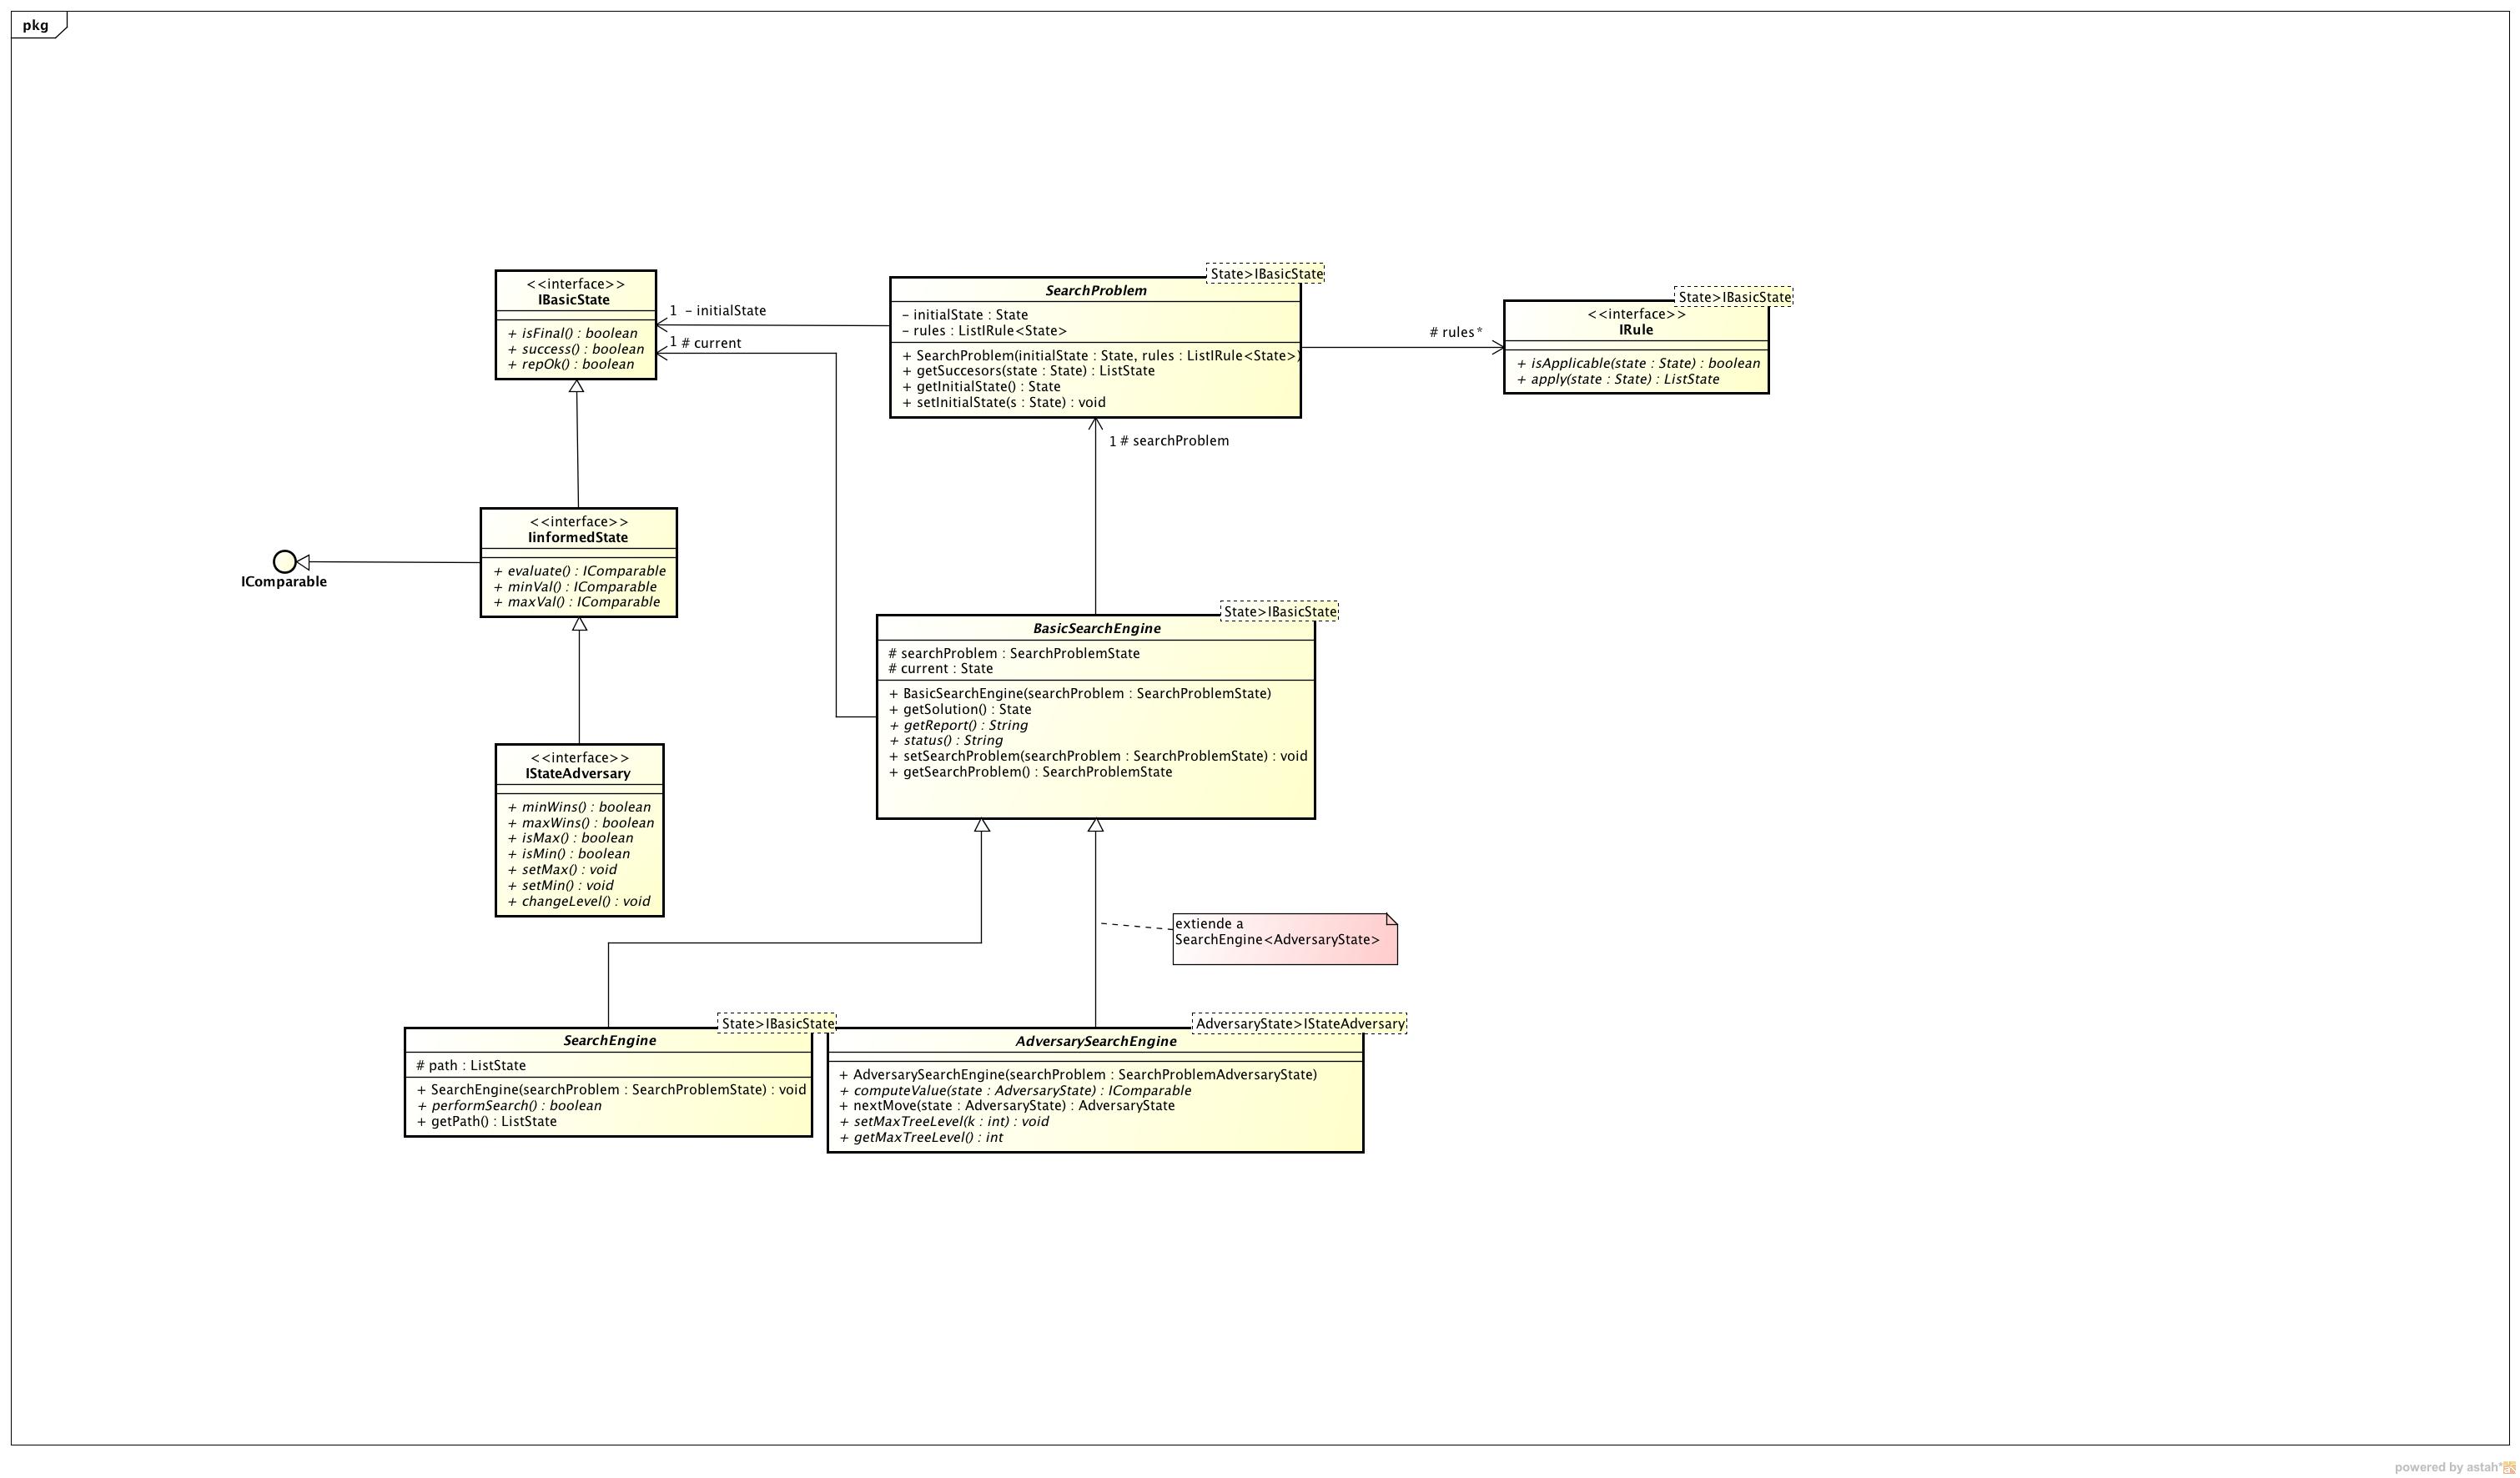 pkg
<<interface>>
IBasicState
+ isFinal() : boolean
+ success() : boolean
+ repOk() : boolean
1
– initialState
1
# current
State>IBasicState
SearchProblem
– initialState : State
– rules : ListIRule<State>
+ SearchProblem(initialState : State, rules : ListIRule<State>)
+ getSuccesors(state : State) : ListState
+ getInitialState() : State
+ setInitialState(s : State) : void
# rules
*
State>IBasicState
<<interface>>
IRule
+ isApplicable(state : State) : boolean
+ apply(state : State) : ListState
1
# searchProblem
<<interface>>
IinformedState
+ evaluate() : IComparable
+ minVal() : IComparable
+ maxVal() : IComparable
IComparable
State>IBasicState
BasicSearchEngine
# searchProblem : SearchProblemState
# current : State
+ BasicSearchEngine(searchProblem : SearchProblemState)
+ getSolution() : State
+ getReport() : String
+ status() : String
+ setSearchProblem(searchProblem : SearchProblemState) : void
+ getSearchProblem() : SearchProblemState
<<interface>>
IStateAdversary
+ minWins() : boolean
+ maxWins() : boolean
+ isMax() : boolean
+ isMin() : boolean
+ setMax() : void
+ setMin() : void
+ changeLevel() : void
extiende a
SearchEngine<AdversaryState>
State>IBasicState
SearchEngine
# path : ListState
+ SearchEngine(searchProblem : SearchProblemState) : void
+ performSearch() : boolean
+ getPath() : ListState
AdversaryState>IStateAdversary
AdversarySearchEngine
+ AdversarySearchEngine(searchProblem : SearchProblemAdversaryState)
+ computeValue(state : AdversaryState) : IComparable
+ nextMove(state : AdversaryState) : AdversaryState
+ setMaxTreeLevel(k : int) : void
+ getMaxTreeLevel() : int
powered by astah*